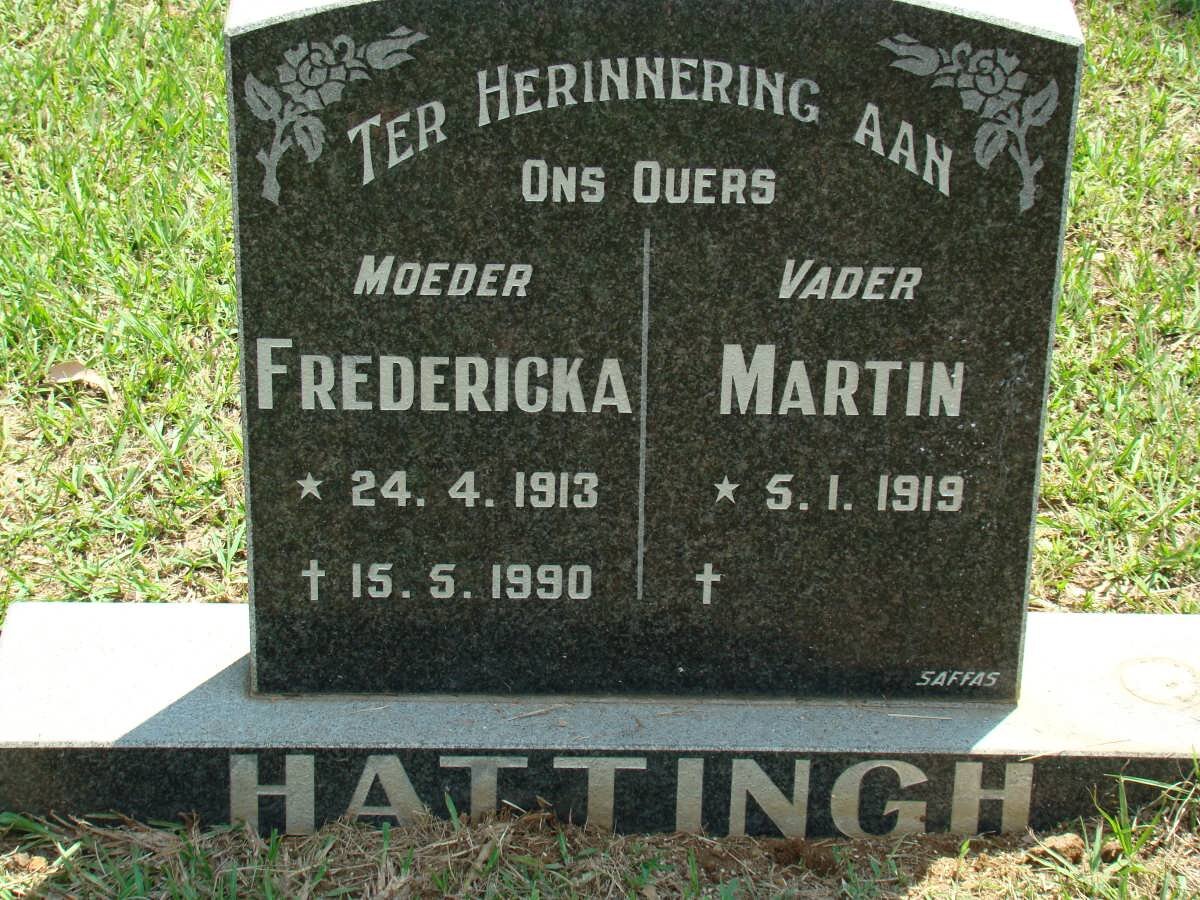 TER HERINNERING AAN
ONS OUERS
MOEDER
FREDERICKA
★ 24. 4. 1913
† 15. 5. 1990
VADER
MARTIN
★ 5. 1. 1919
†
SAFFAS
HATTINGH